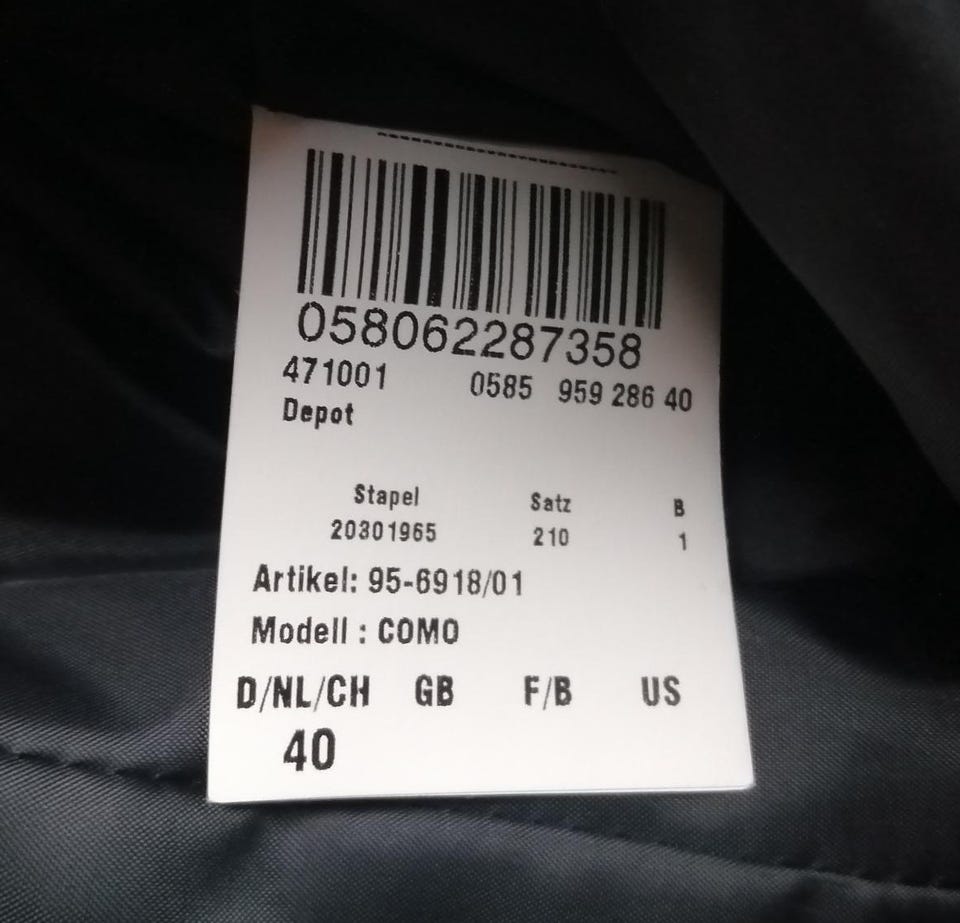 058062287358
471001 0585 959 286 40
Depot
Stapel Satz B
20301965 210 1
Artikel: 95-6918/01
Modell : COMO
D/NL/CH GB F/B US
40